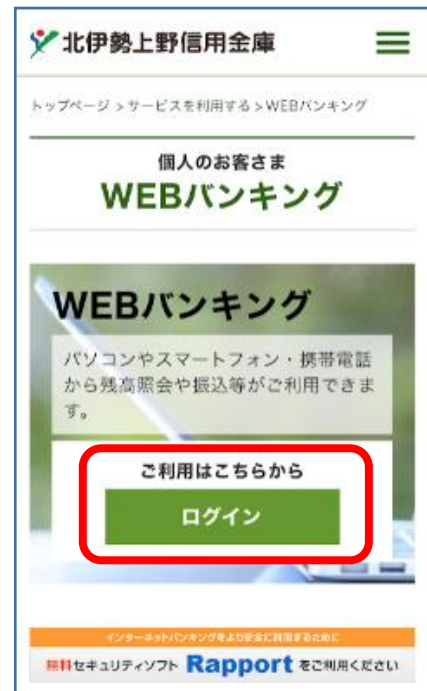 北伊勢上野信用金庫
トップページ > サービスを利用する > WEBバンキング
個人のお客さま
WEBバンキング
WEBバンキング
パソコンやスマートフォン・携帯電話
から残高照会や振込等がご利用できま
す。
ご利用はこちらから
ログイン
インターネットバンキングをより安全に利用するために
無料セキュリティソフト Rapport をご利用ください